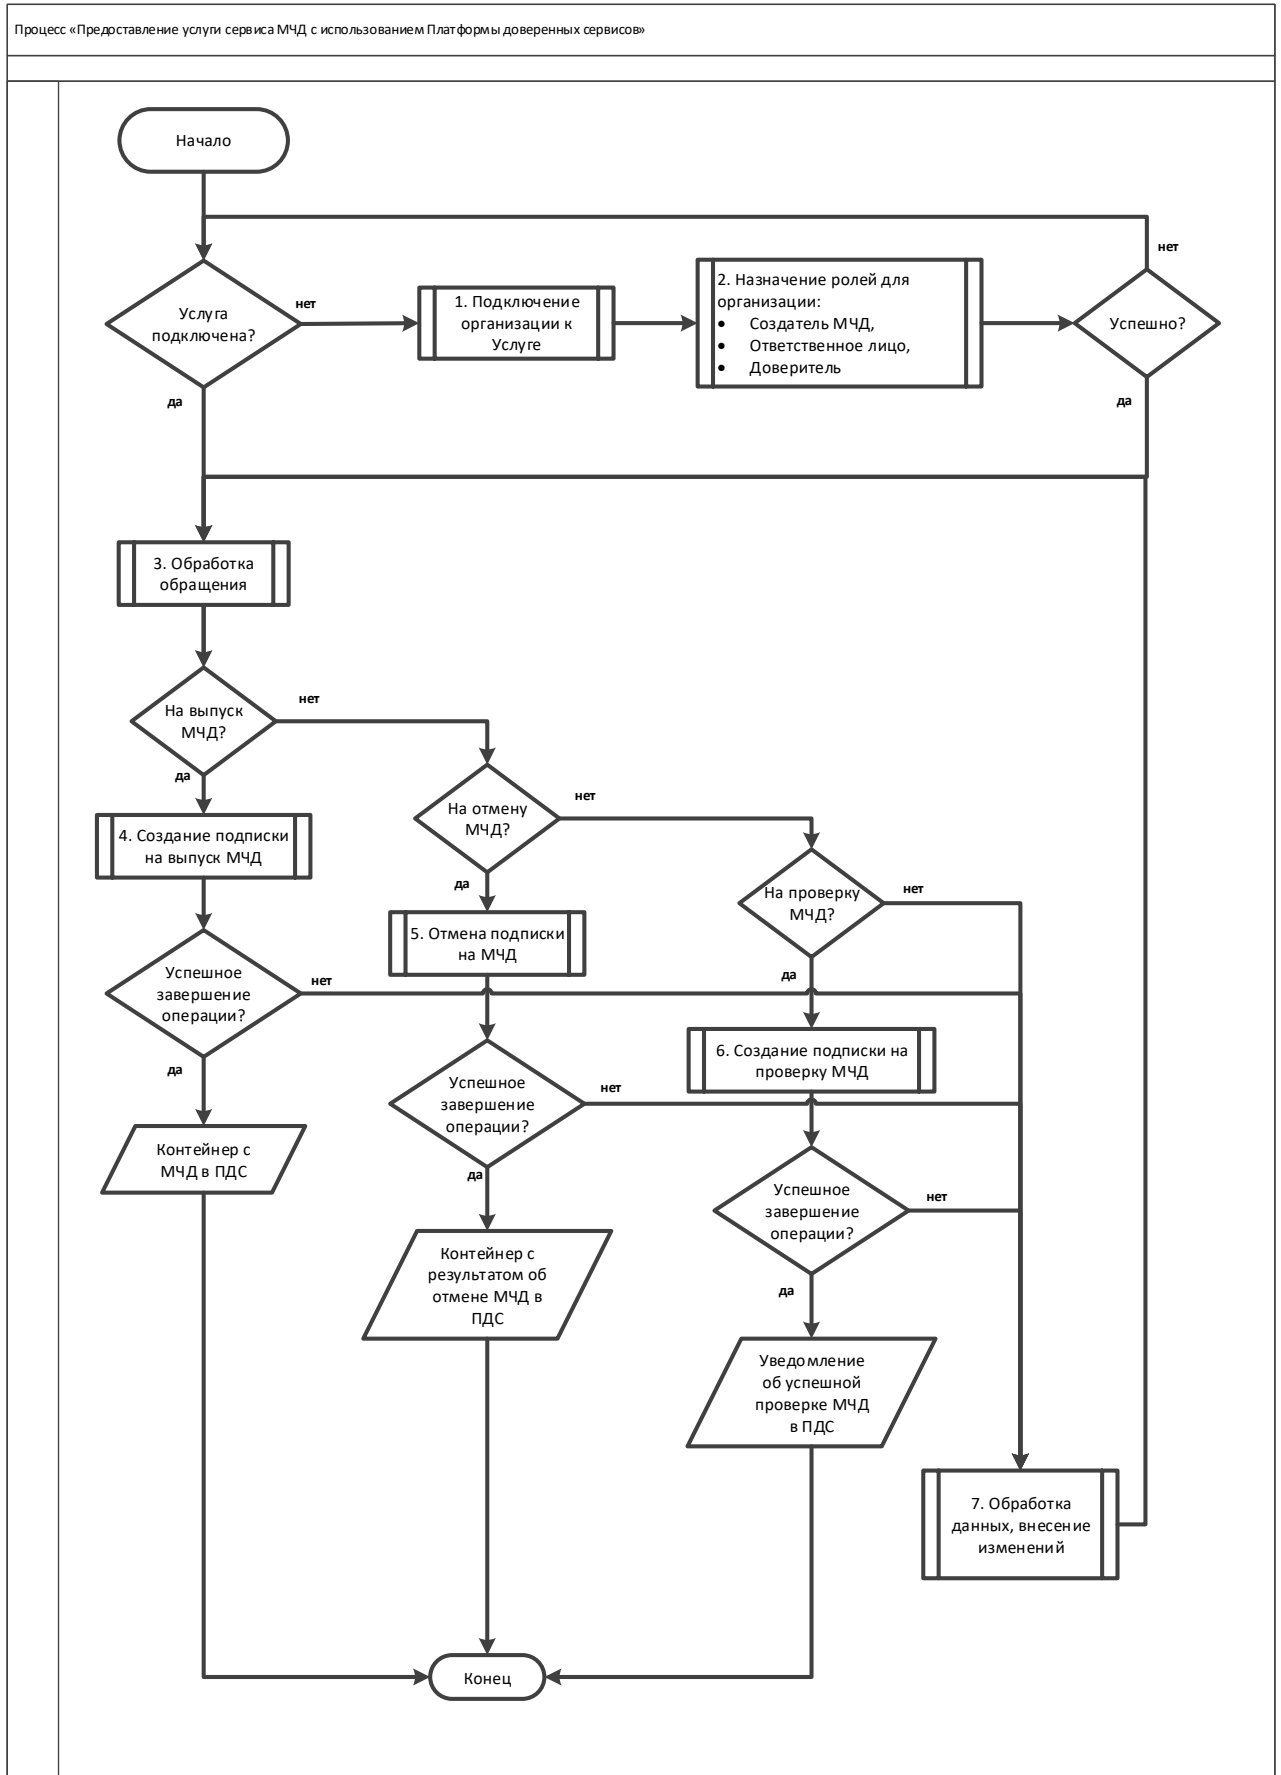 Процесс «Предоставление услуги сервиса МЧД с использованием Платформы доверенных сервисов»
Начало
нет
Услуга
подключена?
нет
1. Подключение
организации к
Услуге
2. Назначение ролей для
организации:
• Создатель МЧД,
• Ответственное лицо,
• Доверитель
Успешно?
да
да
3. Обработка
обращения
На выпуск
МЧД?
нет
да
На отмену
МЧД?
нет
4. Создание подписки
на выпуск МЧД
да
На проверку
МЧД?
нет
5. Отмена подписки
на МЧД
Успешное
завершение
операции?
нет
да
6. Создание подписки на
проверку МЧД
да
Успешное
завершение
операции?
нет
Контейнер с
МЧД в ПДС
да
Успешное
завершение
операции?
нет
Контейнер с
результатом об
отмене МЧД в
ПДС
да
Уведомление
об успешной
проверке МЧД
в ПДС
7. Обработка
данных, внесение
изменений
Конец